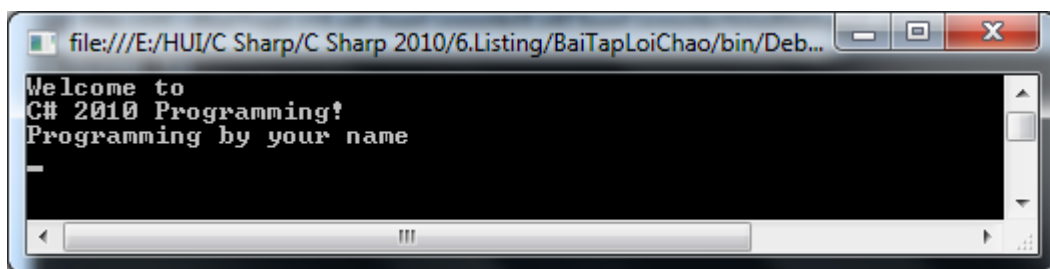 file:///E:/HUI/C Sharp/C Sharp 2010/6.Listing/BaiTapLoiChao/bin/Deb...
Welcome to
C# 2010 Programming!
Programming by your name